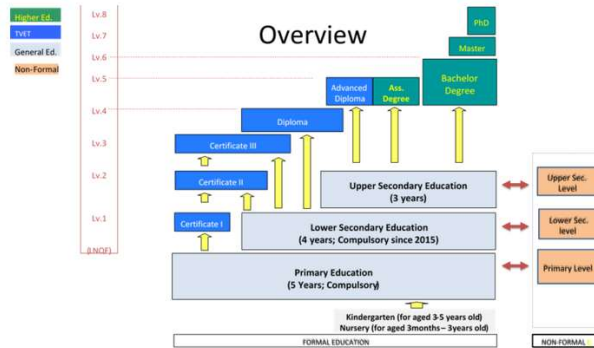 Higher Ed.
TVET
General Ed.
Non-Formal
Lv.8
Lv.7
Lv.6
Lv.5
Lv.4
Lv.3
Lv.2
Lv.1
(LNQF)
Overview
PhD
Master
Bachelor
Degree
Advanced
Diploma
Ass.
Degree
Diploma
Certificate III
Certificate II
Certificate I
Upper Secondary Education
(3 years)
Lower Secondary Education
(4 years; Compulsory since 2015)
Primary Education
(5 Years; Compulsory)
Kindergarten (for aged 3-5 years old)
Nursery (for aged 3months – 3years old)
Upper Sec.
Level
Lower Sec.
level
Primary Level
FORMAL EDUCATION
NON-FORMAL